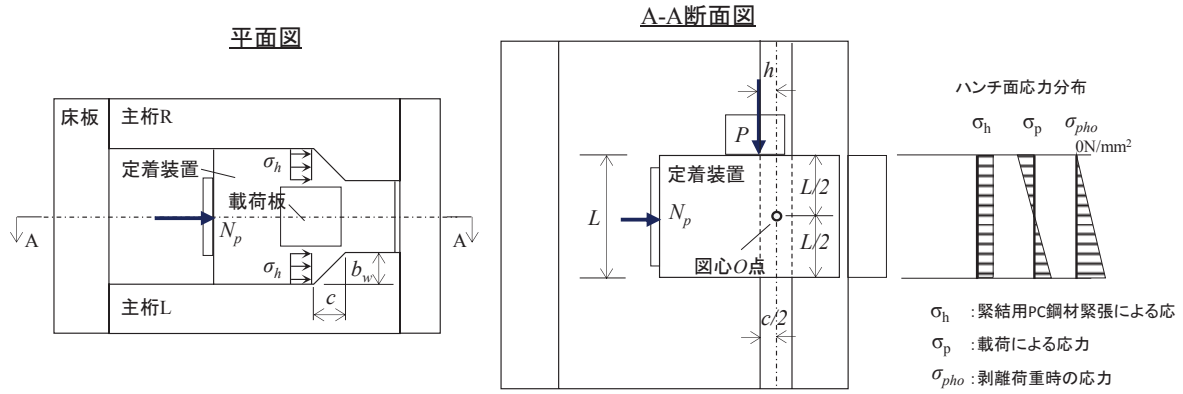 平面図
床板
主桁R
定着装置
σh
載荷板
Np
A
A
σh
bw
c
主桁L
A-A断面図
h
P
定着装置
L/2
L
Np
L/2
図心O点
c/2
ハンチ面応力分布
σh σp σpho
0N/mm²
σh :緊結用PC鋼材緊張による応
σp :載荷による応力
σpho :剥離荷重時の応力